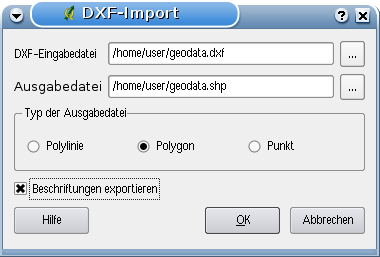 DXF-Import
DXF-Eingabedatei /home/user/geodata.dxf ...
Ausgabedatei /home/user/geodata.shp ...
Typ der Ausgabedatei
Polylinie Polygon Punkt
Beschriftungen exportieren
Hilfe OK Abbrechen